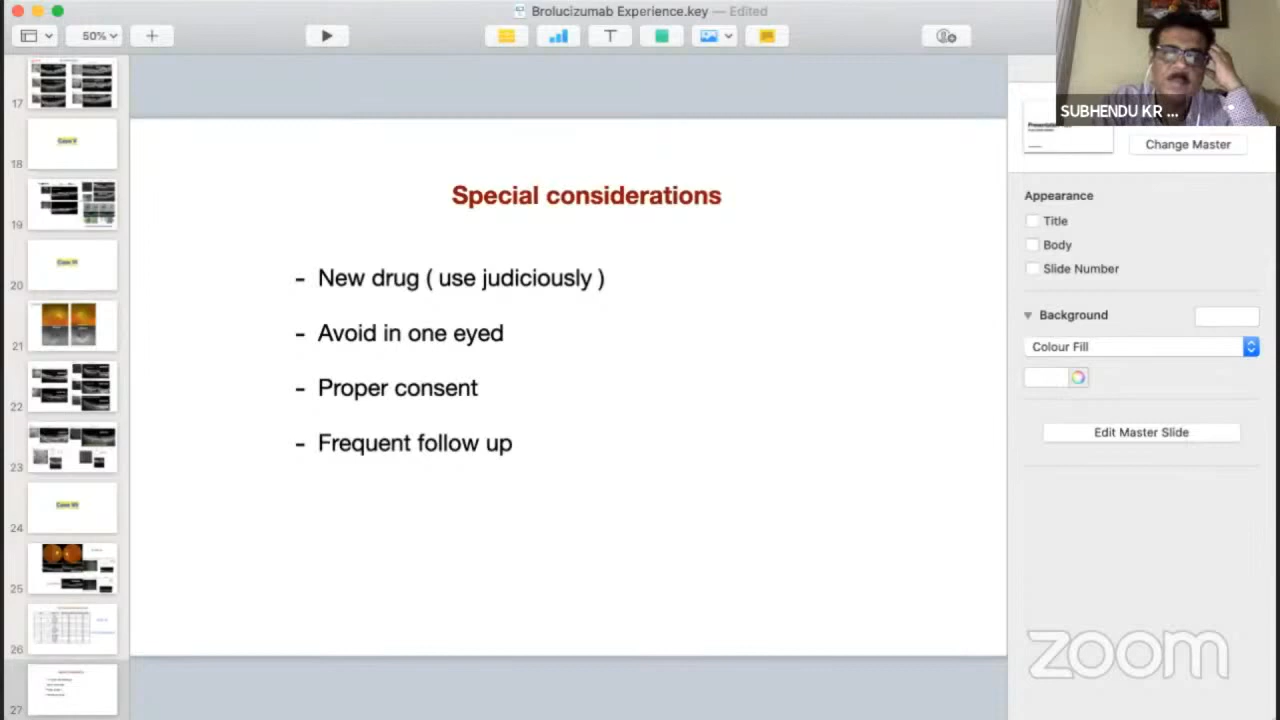 Brolucizumab Experience.key — Edited
50%
SUBHENDU KR ...
17
Case V
18
19
20
21
22
23
24
25
26
27
Special considerations
- New drug ( use judiciously )
- Avoid in one eyed
- Proper consent
- Frequent follow up
Change Master
Appearance
Title
Body
Slide Number
Background
Colour Fill
Edit Master Slide
zoom